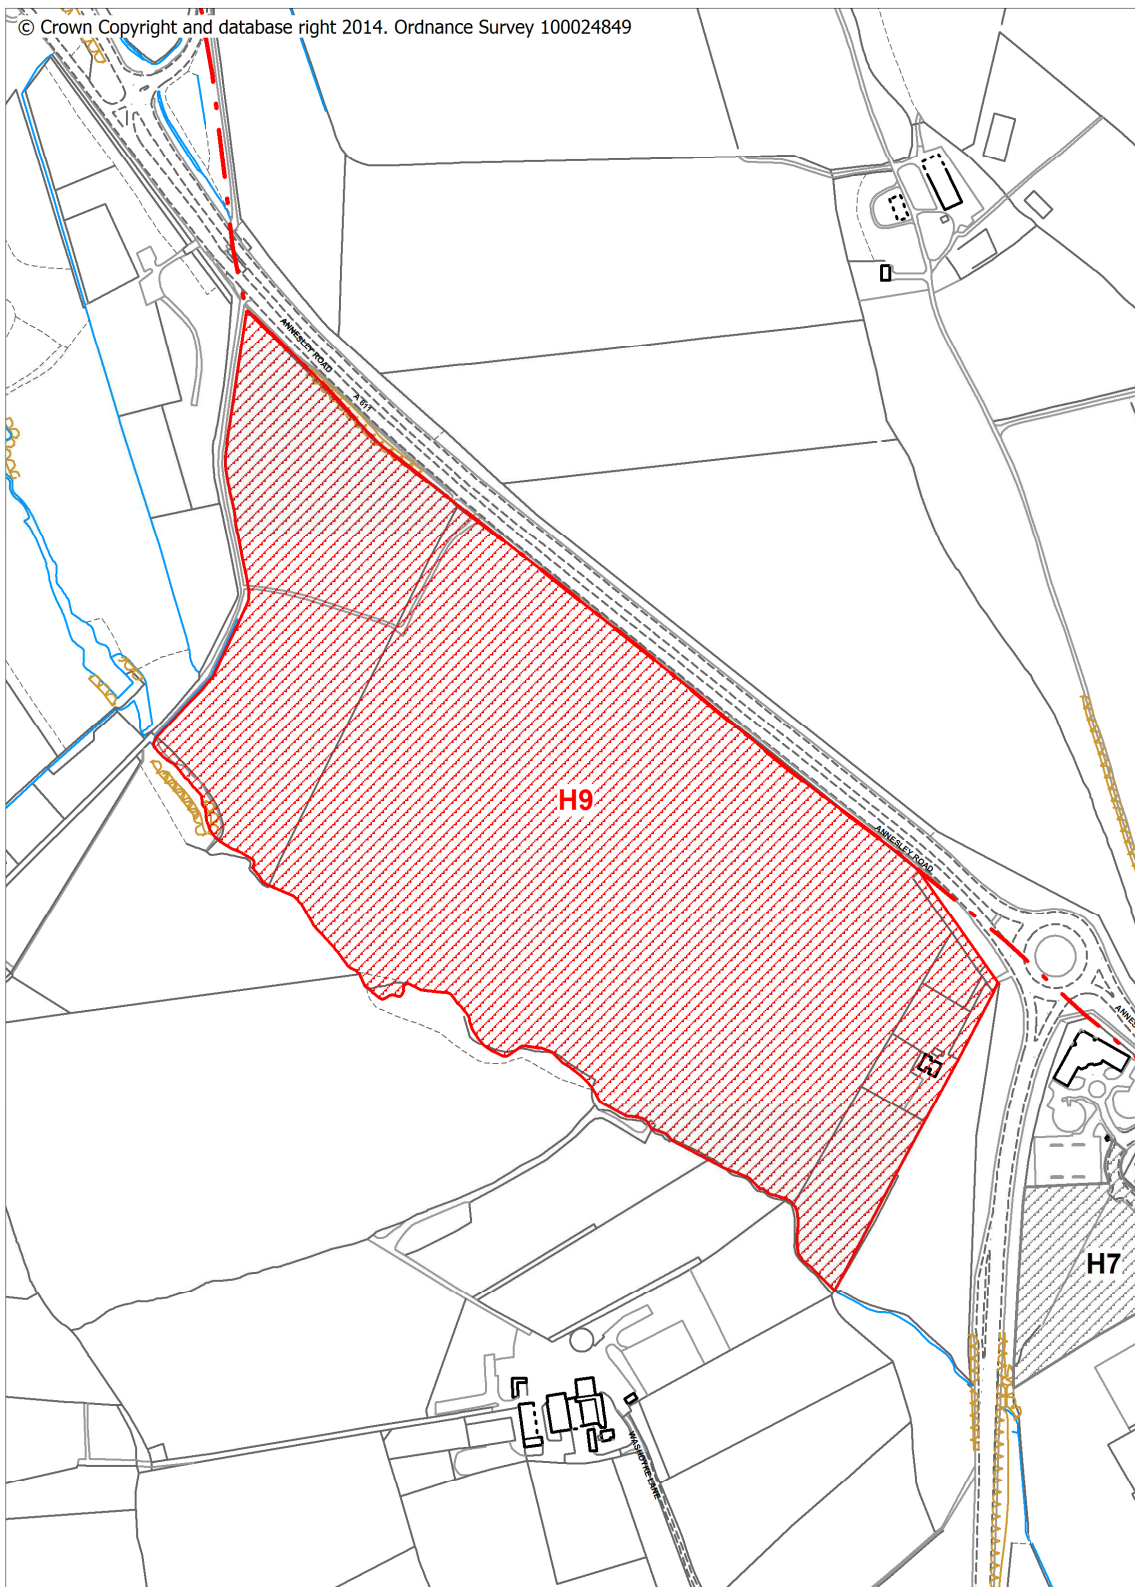 © Crown Copyright and database right 2014. Ordnance Survey 100024849
ANNESLEY ROAD
A 611
H9
ANNESLEY ROAD
H7
WASHDYKE LANE